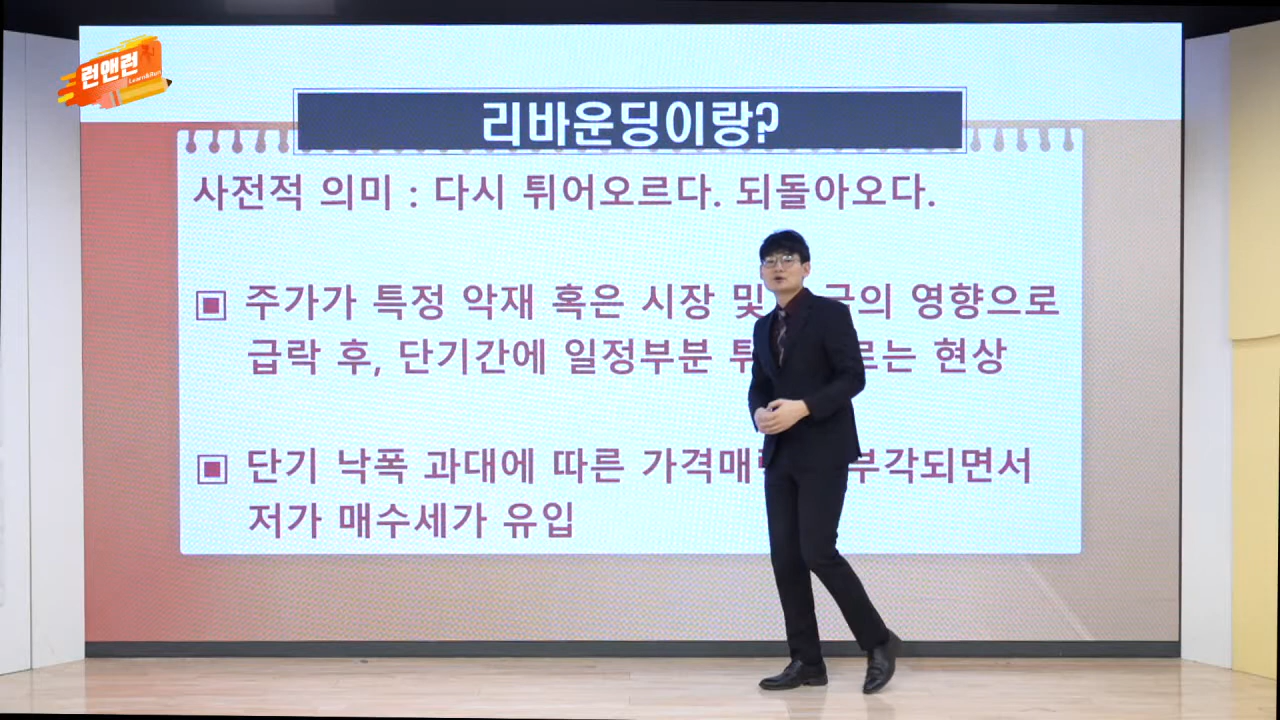 런앤런
Learn&Run
리바운딩이랑?
사전적 의미 : 다시 튀어오르다. 되돌아오다.
▣ 주가가 특정 악재 혹은 시장 및 영향으로
급락 후, 단기간에 일정부분 현상
▣ 단기 낙폭 과대에 따른 부각되면서
저가 매수세가 유입